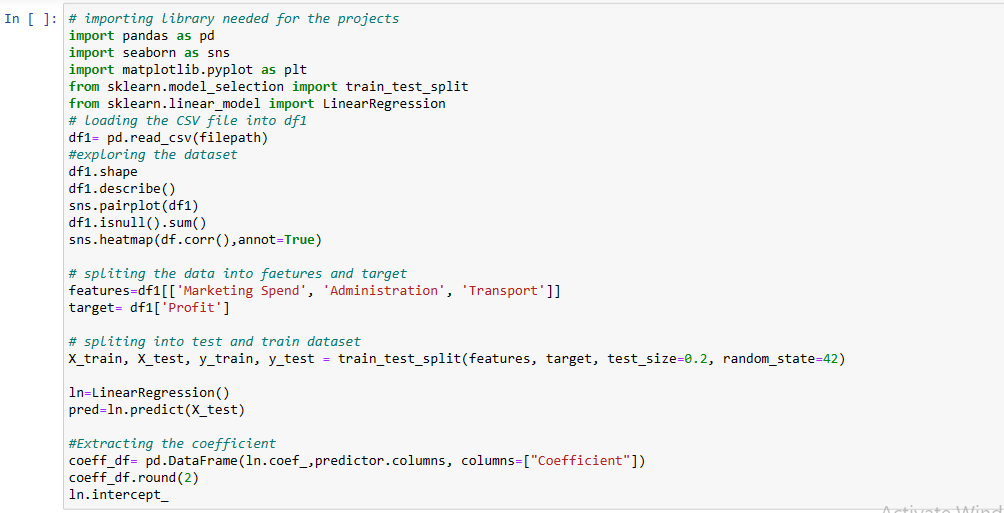 In [ ]: # importing library needed for the projects
import pandas as pd
import seaborn as sns
import matplotlib.pyplot as plt
from sklearn.model_selection import train_test_split
from sklearn.linear_model import LinearRegression
# loading the CSV file into df1
df1= pd.read_csv(filepath)
#exploring the dataset
df1.shape
df1.describe()
sns.pairplot(df1)
df1.isnull().sum()
sns.heatmap(df.corr(),annot=True)
# spliting the data into faetures and target
features=df1[['Marketing Spend', 'Administration', 'Transport']]
target= df1['Profit']
# spliting into test and train dataset
X_train, X_test, y_train, y_test = train_test_split(features, target, test_size=0.2, random_state=42)
ln=LinearRegression()
pred=ln.predict(X_test)
#Extracting the coefficient
coeff_df= pd.DataFrame(ln.coef_,predictor.columns, columns=["Coefficient"])
coeff_df.round(2)
ln.intercept_